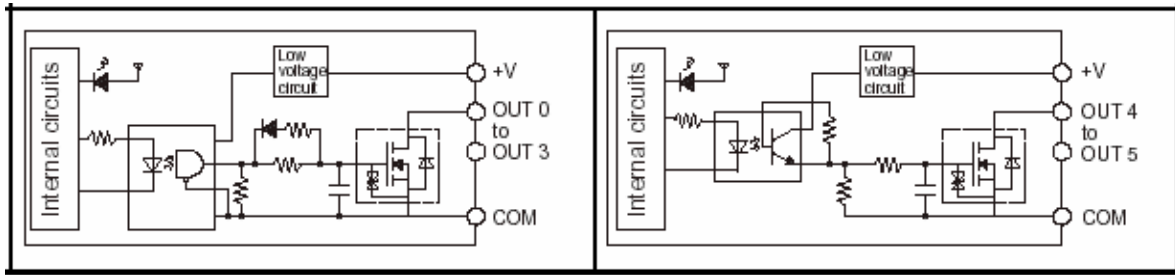 Internal circuits
Low
voltage
circuit
+V
OUT 0
to
OUT 3
COM
Internal circuits
Low
voltage
circuit
+V
OUT 4
to
OUT 5
COM